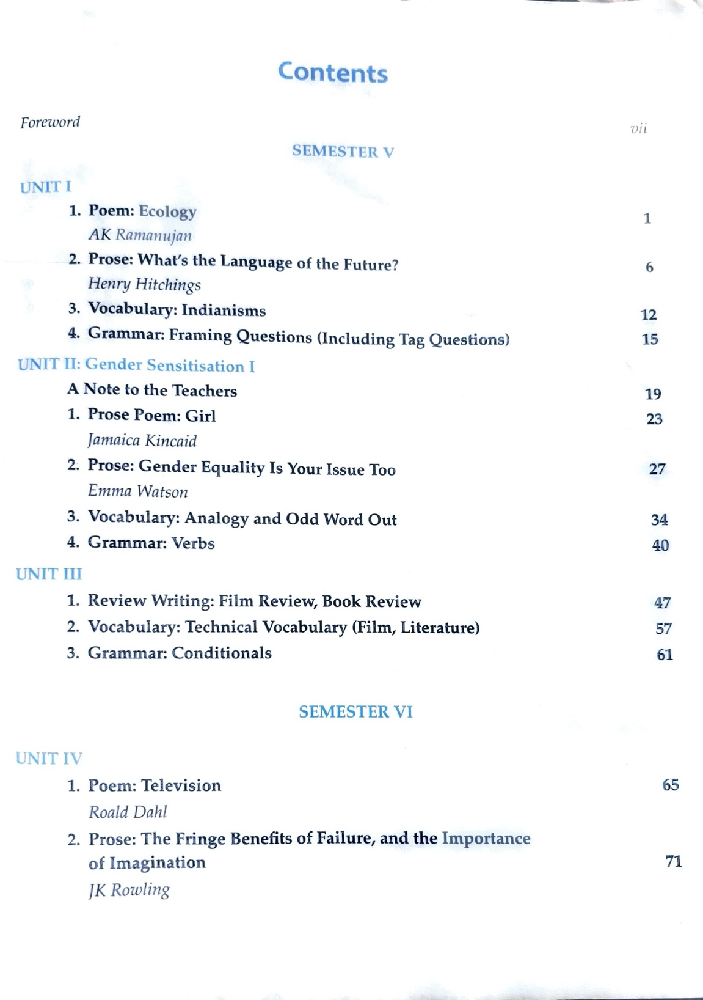 Contents
Foreword vii
SEMESTER V
UNIT I
1. Poem: Ecology 1
AK Ramanujan
2. Prose: What's the Language of the Future? 6
Henry Hitchings
3. Vocabulary: Indianisms 12
4. Grammar: Framing Questions (Including Tag Questions) 15
UNIT II: Gender Sensitisation I
A Note to the Teachers 19
1. Prose Poem: Girl 23
Jamaica Kincaid
2. Prose: Gender Equality Is Your Issue Too 27
Emma Watson
3. Vocabulary: Analogy and Odd Word Out 34
4. Grammar: Verbs 40
UNIT III
1. Review Writing: Film Review, Book Review 47
2. Vocabulary: Technical Vocabulary (Film, Literature) 57
3. Grammar: Conditionals 61
SEMESTER VI
UNIT IV
1. Poem: Television 65
Roald Dahl
2. Prose: The Fringe Benefits of Failure, and the Importance
of Imagination 71
JK Rowling